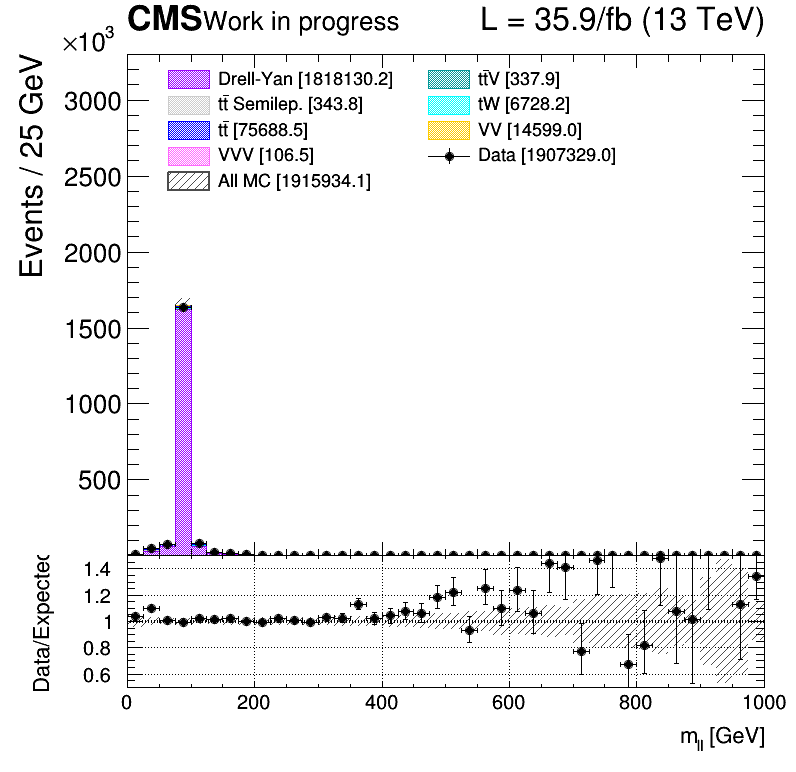 CMS Work in progress L = 35.9/fb (13 TeV)
×10³
Events / 25 GeV
3000
2500
2000
1500
1000
500
Drell-Yan [1818130.2]
tt̄ Semilep. [343.8]
tt̄ [75688.5]
VVV [106.5]
All MC [1915934.1]
tt̄V [337.9]
tW [6728.2]
VV [14599.0]
Data [1907329.0]
Data/Expected
1.4
1.2
1
0.8
0.6
0 200 400 600 800 1000
m_ll [GeV]